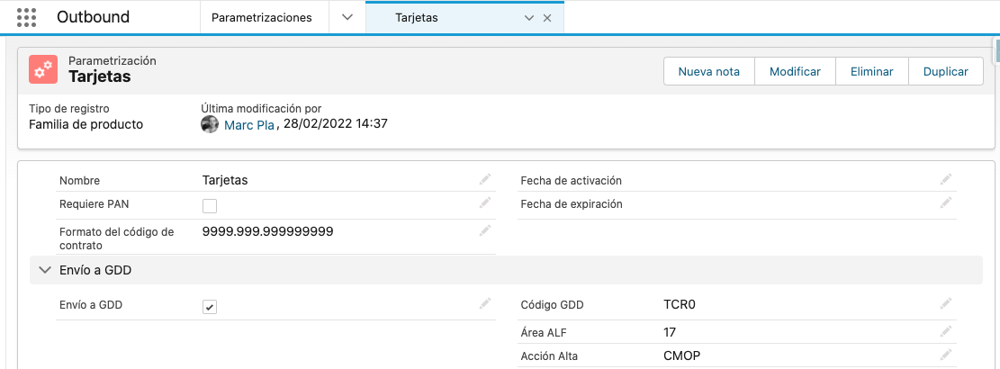 Outbound
Parametrizaciones
Tarjetas
Parametrización
Tarjetas
Nueva nota
Modificar
Eliminar
Duplicar
Tipo de registro
Familia de producto
Última modificación por
Marc Pla, 28/02/2022 14:37
Nombre
Tarjetas
Fecha de activación
Requiere PAN
Fecha de expiración
Formato del código de
contrato
9999.999.999999999
Envío a GDD
Envío a GDD
Código GDD
TCR0
Área ALF
17
Acción Alta
CMOP